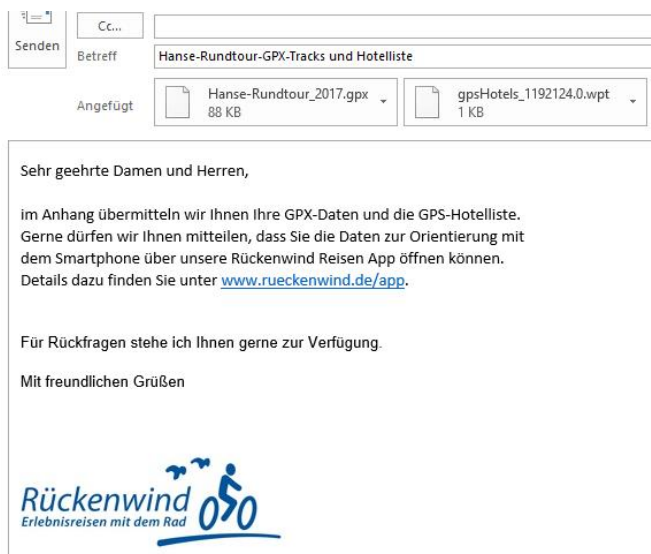 Cc...
Senden
Betreff
Hanse-Rundtour-GPX-Tracks und Hotelliste
Angefügt
Hanse-Rundtour_2017.gpx
88 KB
gpsHotels_1192124.0.wpt
1 KB
Sehr geehrte Damen und Herren,
im Anhang übermitteln wir Ihnen Ihre GPX-Daten und die GPS-Hotelliste.
Gerne dürfen wir Ihnen mitteilen, dass Sie die Daten zur Orientierung mit
dem Smartphone über unsere Rückenwind Reisen App öffnen können.
Details dazu finden Sie unter www.rueckenwind.de/app.
Für Rückfragen stehe ich Ihnen gerne zur Verfügung.
Mit freundlichen Grüßen
Rückenwind
Erlebnisreisen mit dem Rad